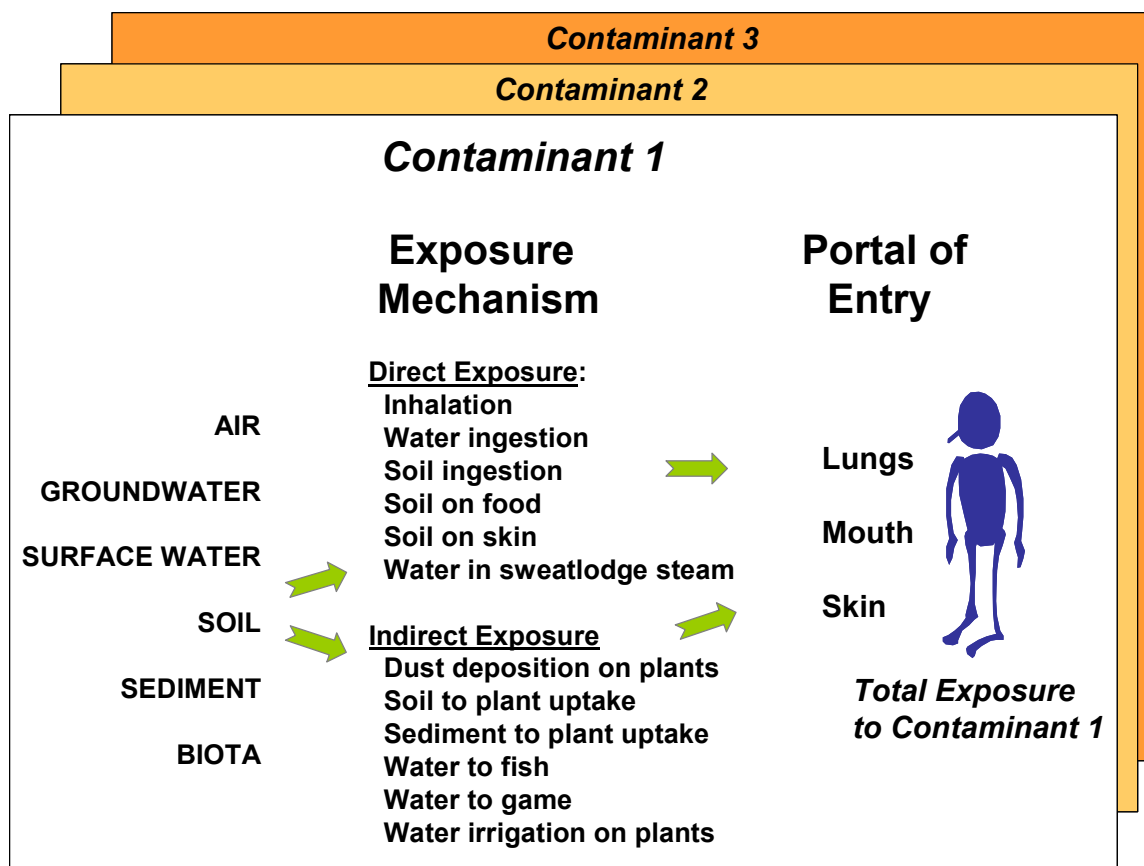 Contaminant 3
Contaminant 2
Contaminant 1
Exposure
Mechanism
Portal of
Entry
AIR
GROUNDWATER
SURFACE WATER
SOIL
SEDIMENT
BIOTA
Direct Exposure:
Inhalation
Water ingestion
Soil ingestion
Soil on food
Soil on skin
Water in sweatlodge steam
Indirect Exposure
Dust deposition on plants
Soil to plant uptake
Sediment to plant uptake
Water to fish
Water to game
Water irrigation on plants
Lungs
Mouth
Skin
Total Exposure
to Contaminant 1